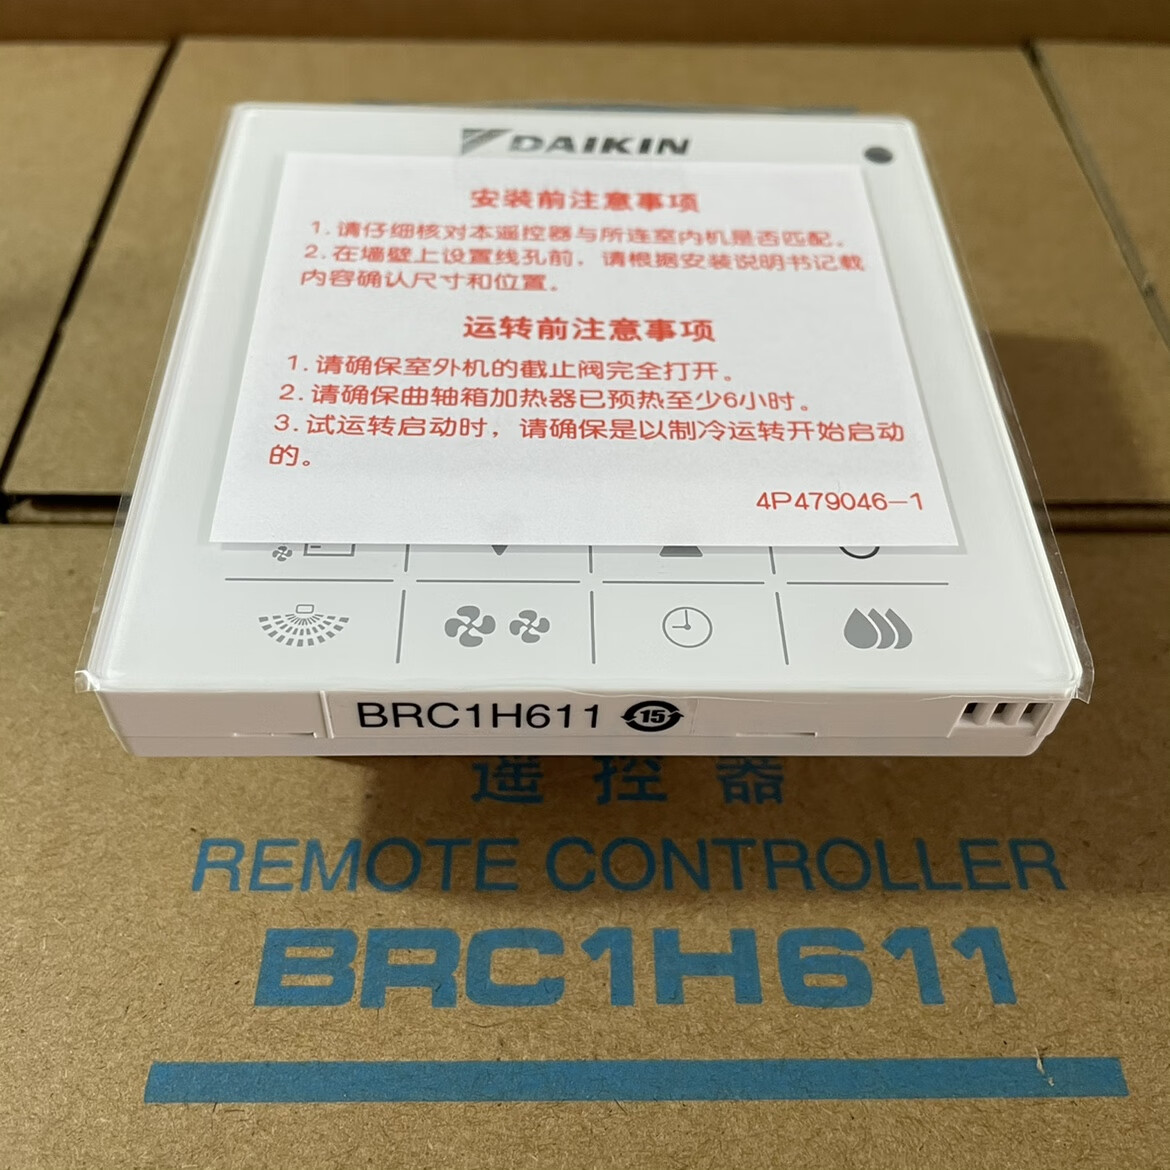 DAIKIN
安装前注意事项
1.请仔细核对本遥控器与所连室内机是否匹配。
2.在墙壁上设置线孔前，请根据安装说明书记载
内容确认尺寸和位置。
运转前注意事项
1.请确保室外机的截止阀完全打开。
2.请确保曲轴箱加热器已预热至少6小时。
3.试运转启动时，请确保是以制冷运转开始启动
的。
4P479046-1
BRC1H611 15
遥控器
REMOTE CONTROLLER
BRC1H611